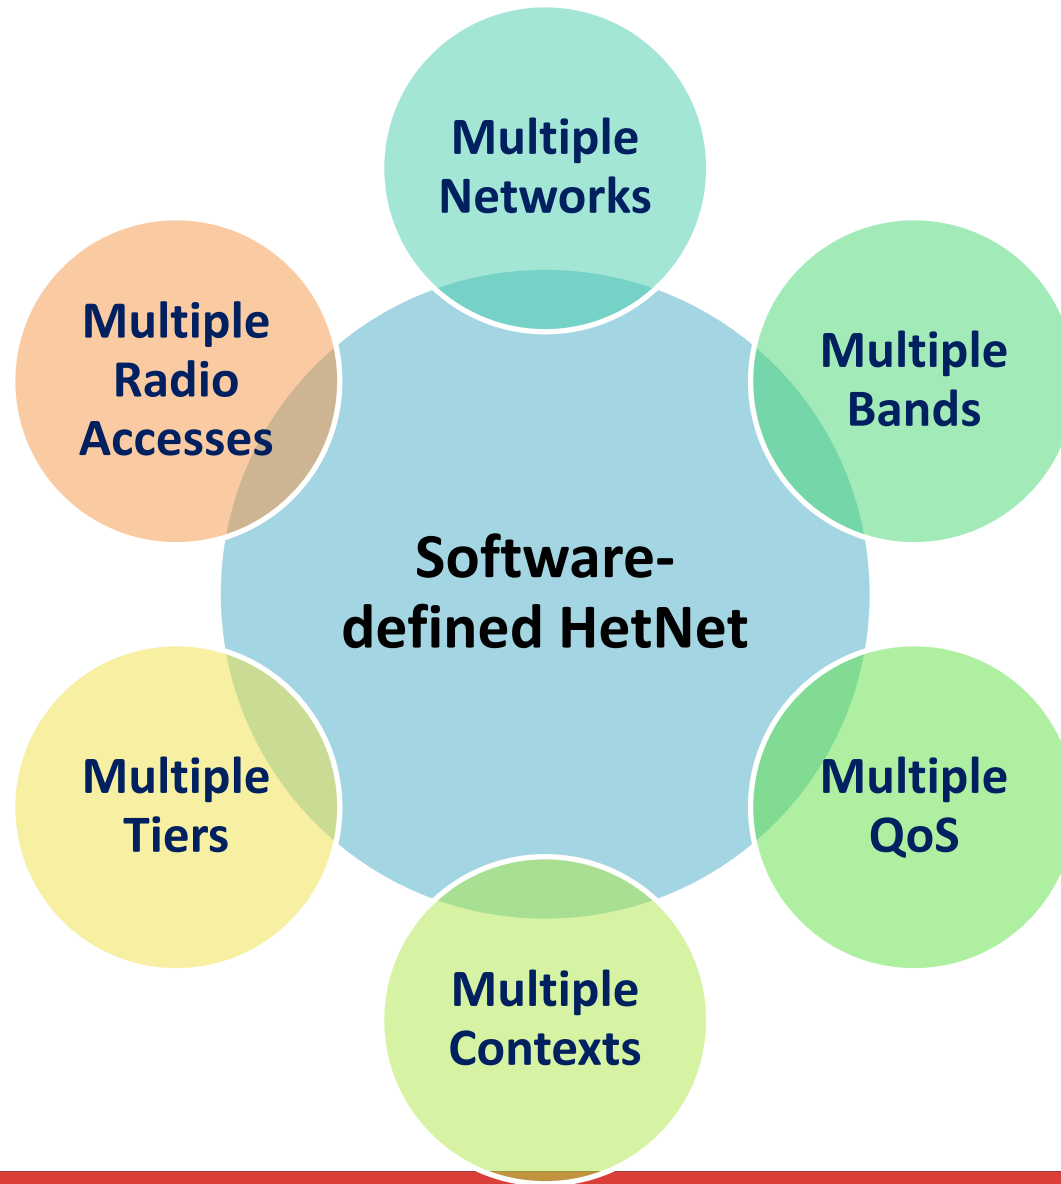 Multiple
Networks
Multiple
Radio
Accesses
Multiple
Bands
Software-
defined HetNet
Multiple
Tiers
Multiple
QoS
Multiple
Contexts